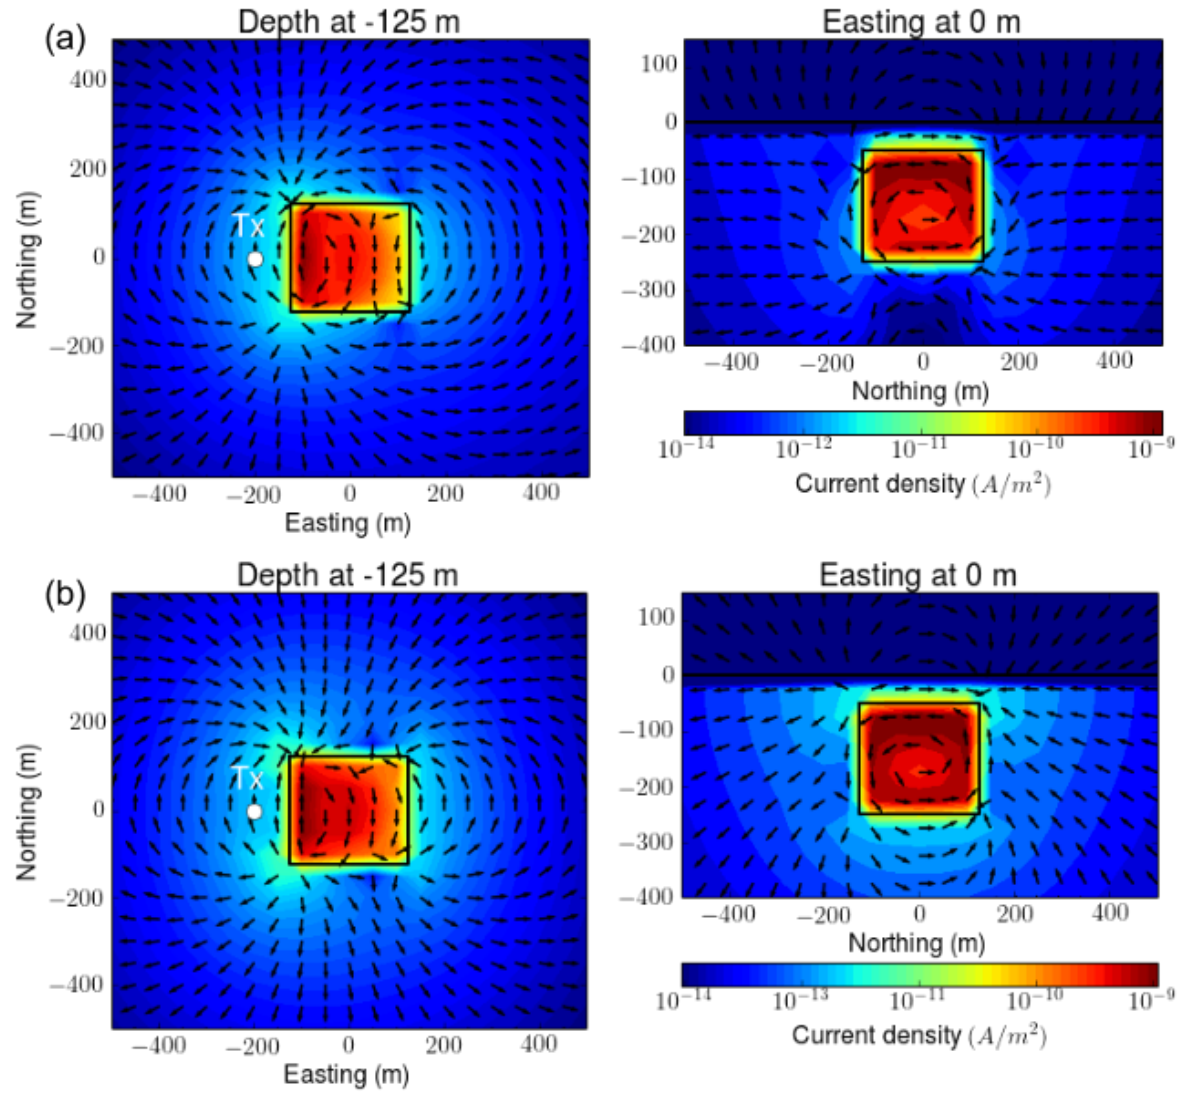 (a)
Depth at -125 m
Easting at 0 m
400
200
0
−200
−400
Northing (m)
Tx
−400 −200 0 200 400
Easting (m)
100
0
−100
−200
−300
−400
−400 −200 0 200 400
Northing (m)
10⁻¹⁴ 10⁻¹² 10⁻¹¹ 10⁻¹⁰ 10⁻⁹
Current density (A/m²)
(b)
Depth at -125 m
Easting at 0 m
400
200
0
−200
−400
Northing (m)
Tx
−400 −200 0 200 400
Easting (m)
100
0
−100
−200
−300
−400
−400 −200 0 200 400
Northing (m)
10⁻¹⁴ 10⁻¹³ 10⁻¹¹ 10⁻¹⁰ 10⁻⁹
Current density (A/m²)